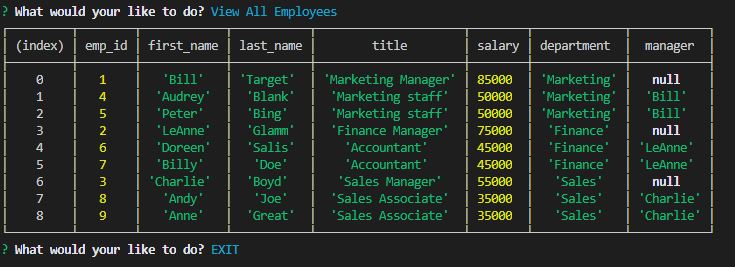 ? What would your like to do? View All Employees
(index) emp_id first_name last_name title salary department manager
0 1 'Bill' 'Target' 'Marketing Manager' 85000 'Marketing' null
1 4 'Audrey' 'Blank' 'Marketing staff' 50000 'Marketing' 'Bill'
2 5 'Peter' 'Bing' 'Marketing staff' 50000 'Marketing' 'Bill'
3 2 'LeAnne' 'Glamm' 'Finance Manager' 75000 'Finance' null
4 6 'Doreen' 'Salis' 'Accountant' 45000 'Finance' 'LeAnne'
5 7 'Billy' 'Doe' 'Accountant' 45000 'Finance' 'LeAnne'
6 3 'Charlie' 'Boyd' 'Sales Manager' 55000 'Sales' null
7 8 'Andy' 'Joe' 'Sales Associate' 35000 'Sales' 'Charlie'
8 9 'Anne' 'Great' 'Sales Associate' 35000 'Sales' 'Charlie'
? What would your like to do? EXIT